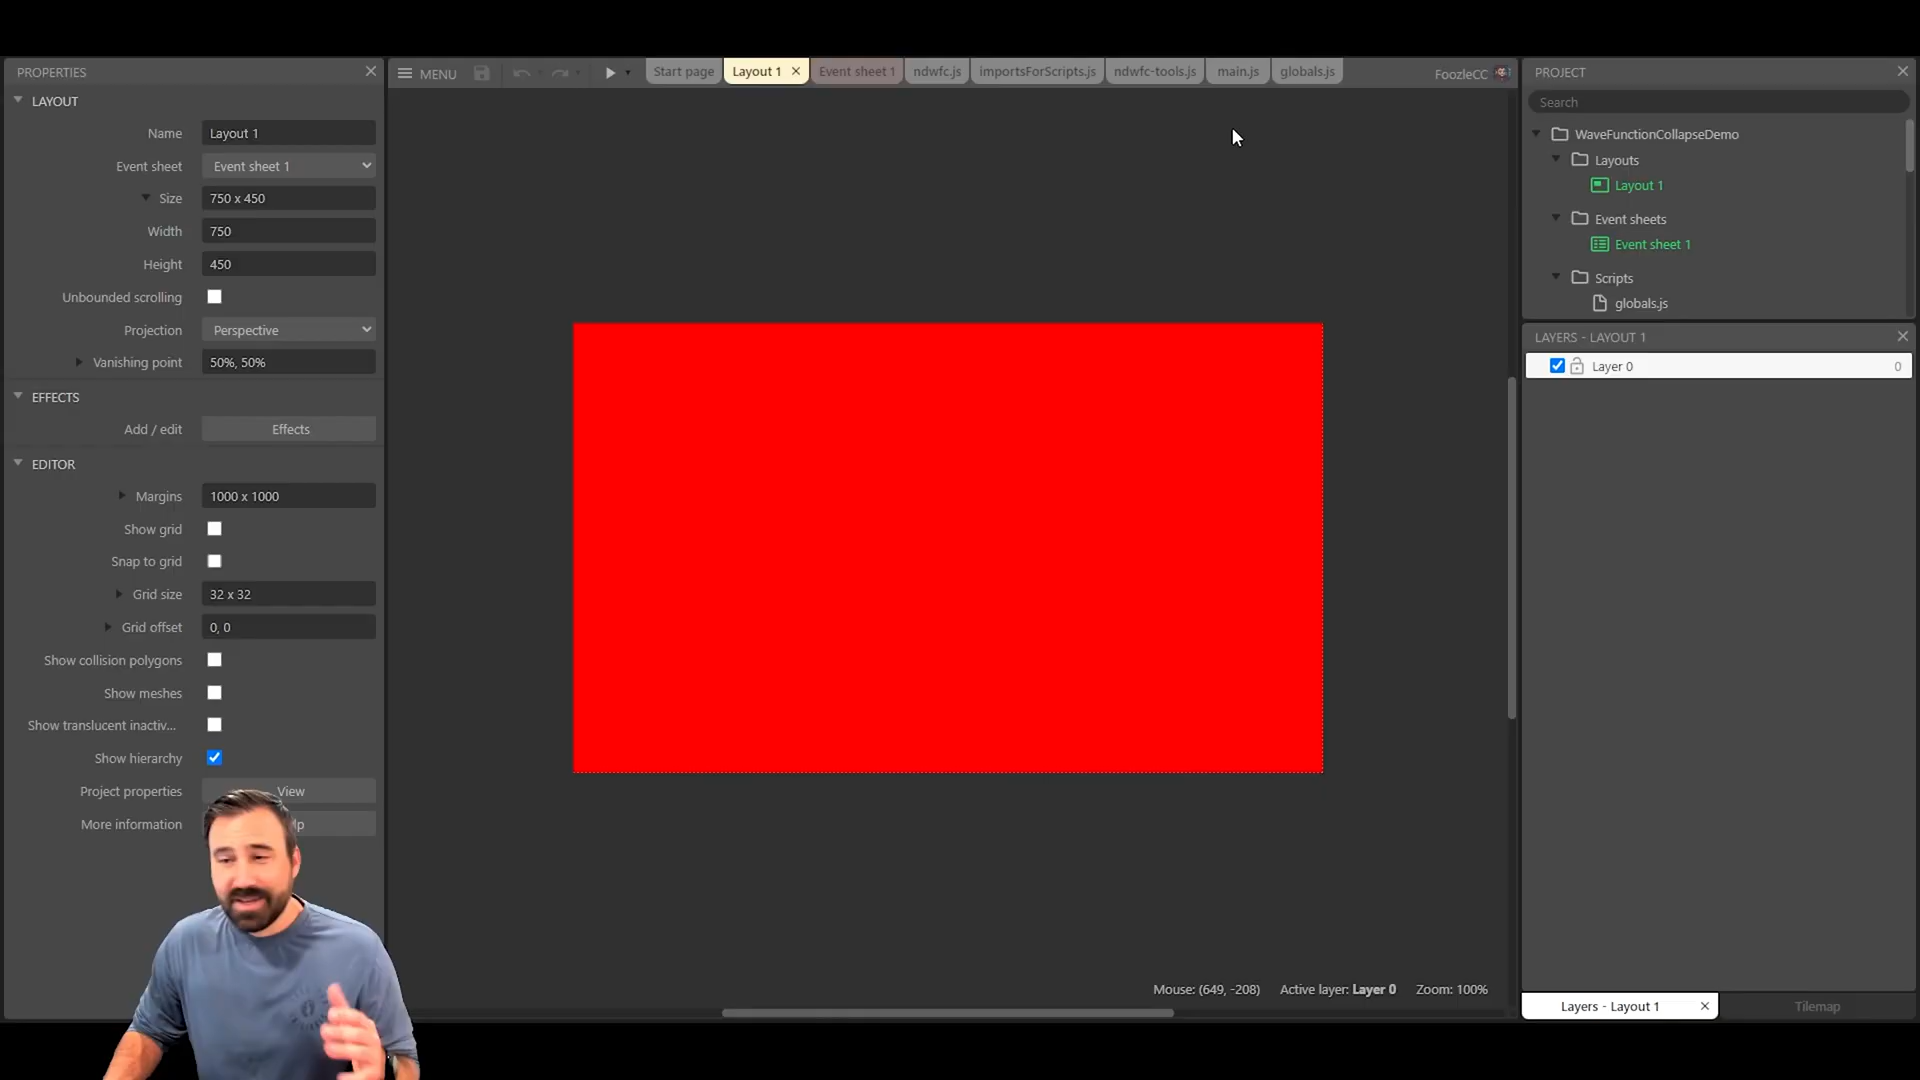 PROPERTIES
LAYOUT
Name Layout 1
Event sheet Event sheet 1
Size 750 x 450
Width 750
Height 450
Unbounded scrolling
Projection Perspective
Vanishing point 50%, 50%
EFFECTS
Add / edit Effects
EDITOR
Margins 1000 x 1000
Show grid
Snap to grid
Grid size 32 x 32
Grid offset 0, 0
Show collision polygons
Show meshes
Show translucent inactiv...
Show hierarchy
Project properties View
More information
MENU
Start page Layout 1 Event sheet 1 ndwfc.js importsForScripts.js ndwfc-tools.js main.js globals.js
FoozleCC
Mouse: (649, -208) Active layer: Layer 0 Zoom: 100%
PROJECT
Search
WaveFunctionCollapseDemo
Layouts
Layout 1
Event sheets
Event sheet 1
Scripts
globals.js
LAYERS - LAYOUT 1
Layer 0 0
Layers - Layout 1 Tilemap